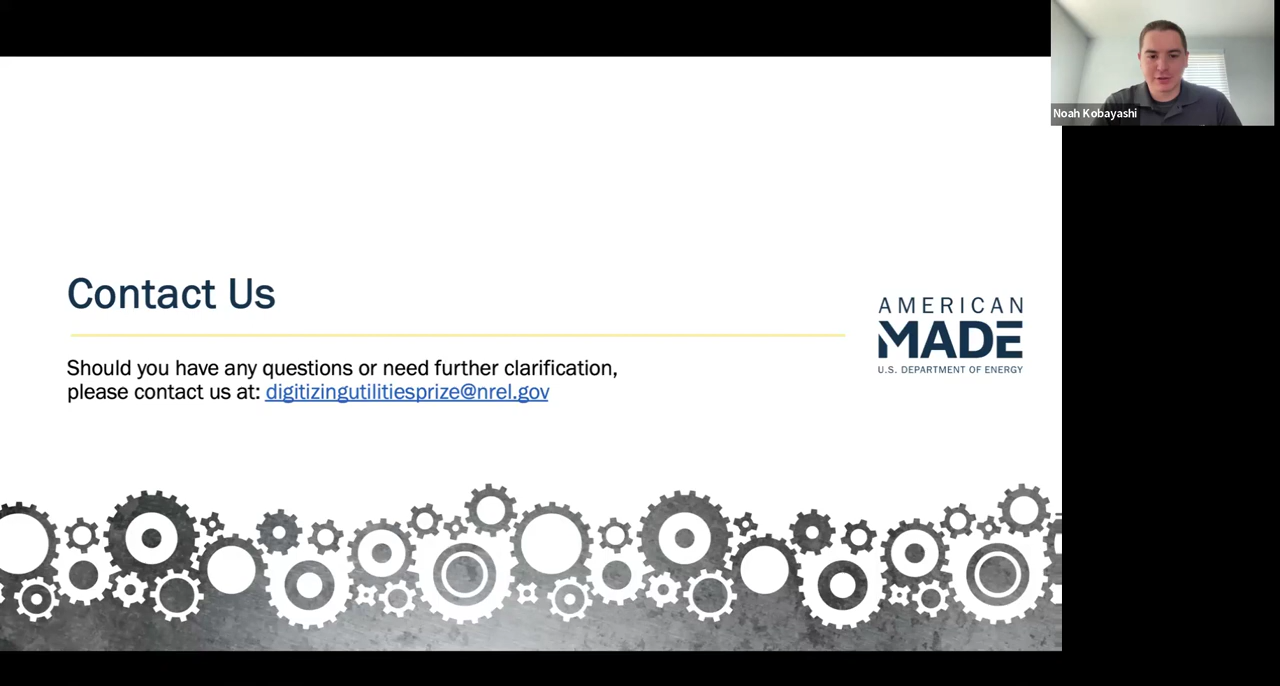 Noah Kobayashi
Contact Us
Should you have any questions or need further clarification,
please contact us at: digitizingutilitiesprize@nrel.gov
AMERICAN
MADE
U.S. DEPARTMENT OF ENERGY